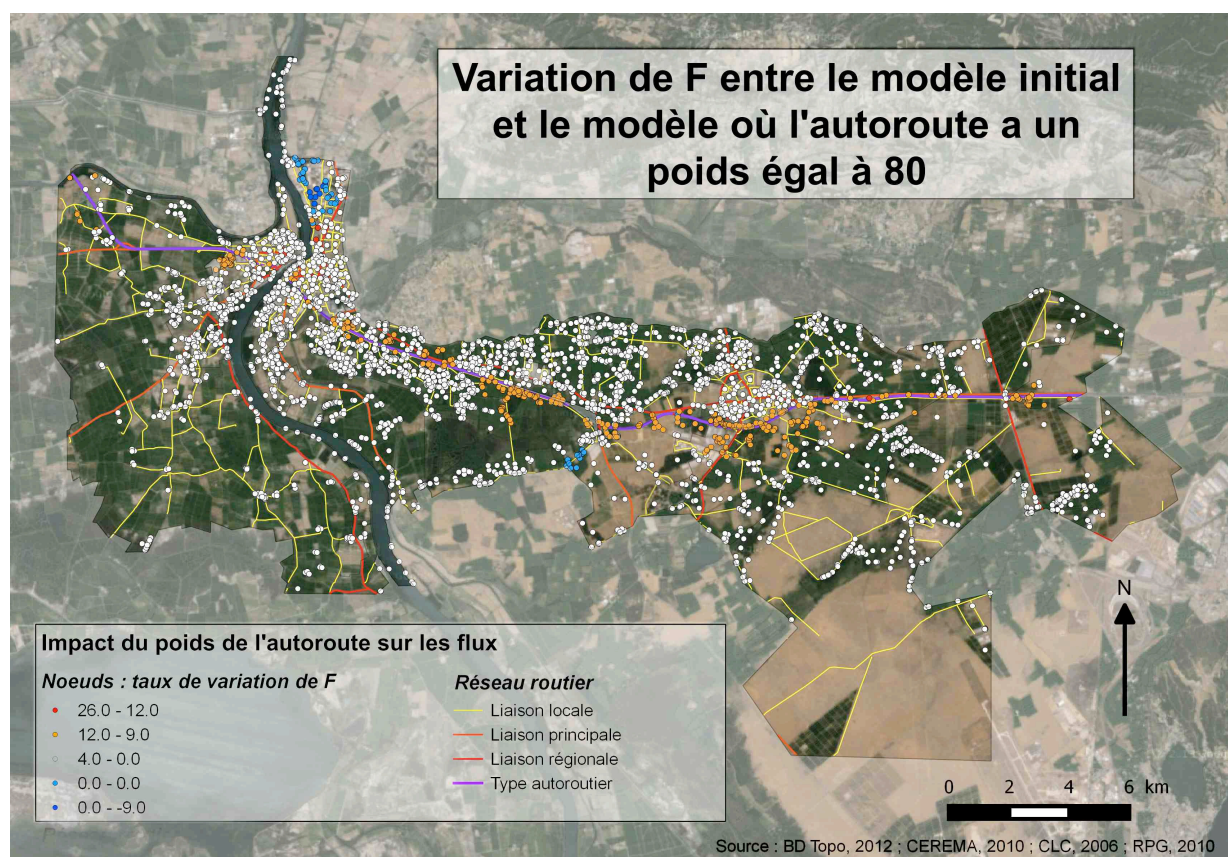 Variation de F entre le modèle initial
et le modèle où l'autoroute a un
poids égal à 80
Impact du poids de l'autoroute sur les flux
Noeuds : taux de variation de F
26.0 - 12.0
12.0 - 9.0
4.0 - 0.0
0.0 - 0.0
0.0 - -9.0
Réseau routier
Liaison locale
Liaison principale
Liaison régionale
Type autoroutier
N
0 2 4 6 km
Source : BD Topo, 2012 ; CEREMA, 2010 ; CLC, 2006 ; RPG, 2010